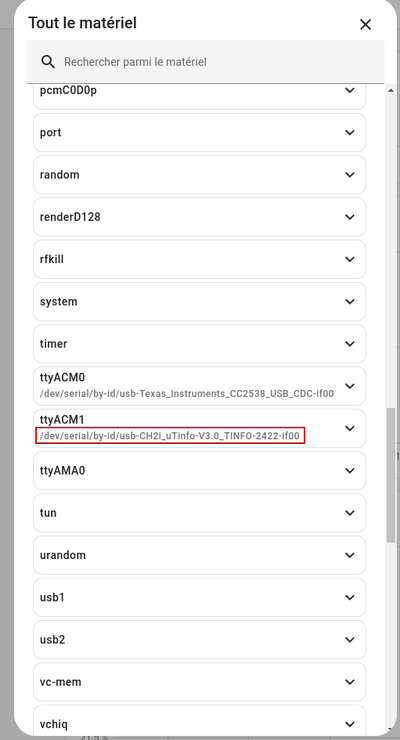 Tout le matériel
Rechercher parmi le matériel
pcmC0D0p
port
random
renderD128
rfkill
system
timer
ttyACM0
/dev/serial/by-id/usb-Texas_Instruments_CC2538_USB_CDC-if00
ttyACM1
/dev/serial/by-id/usb-CH2i_uTinfo-V3.0_TINFO-2422-if00
ttyAMA0
tun
urandom
usb1
usb2
vc-mem
vchiq